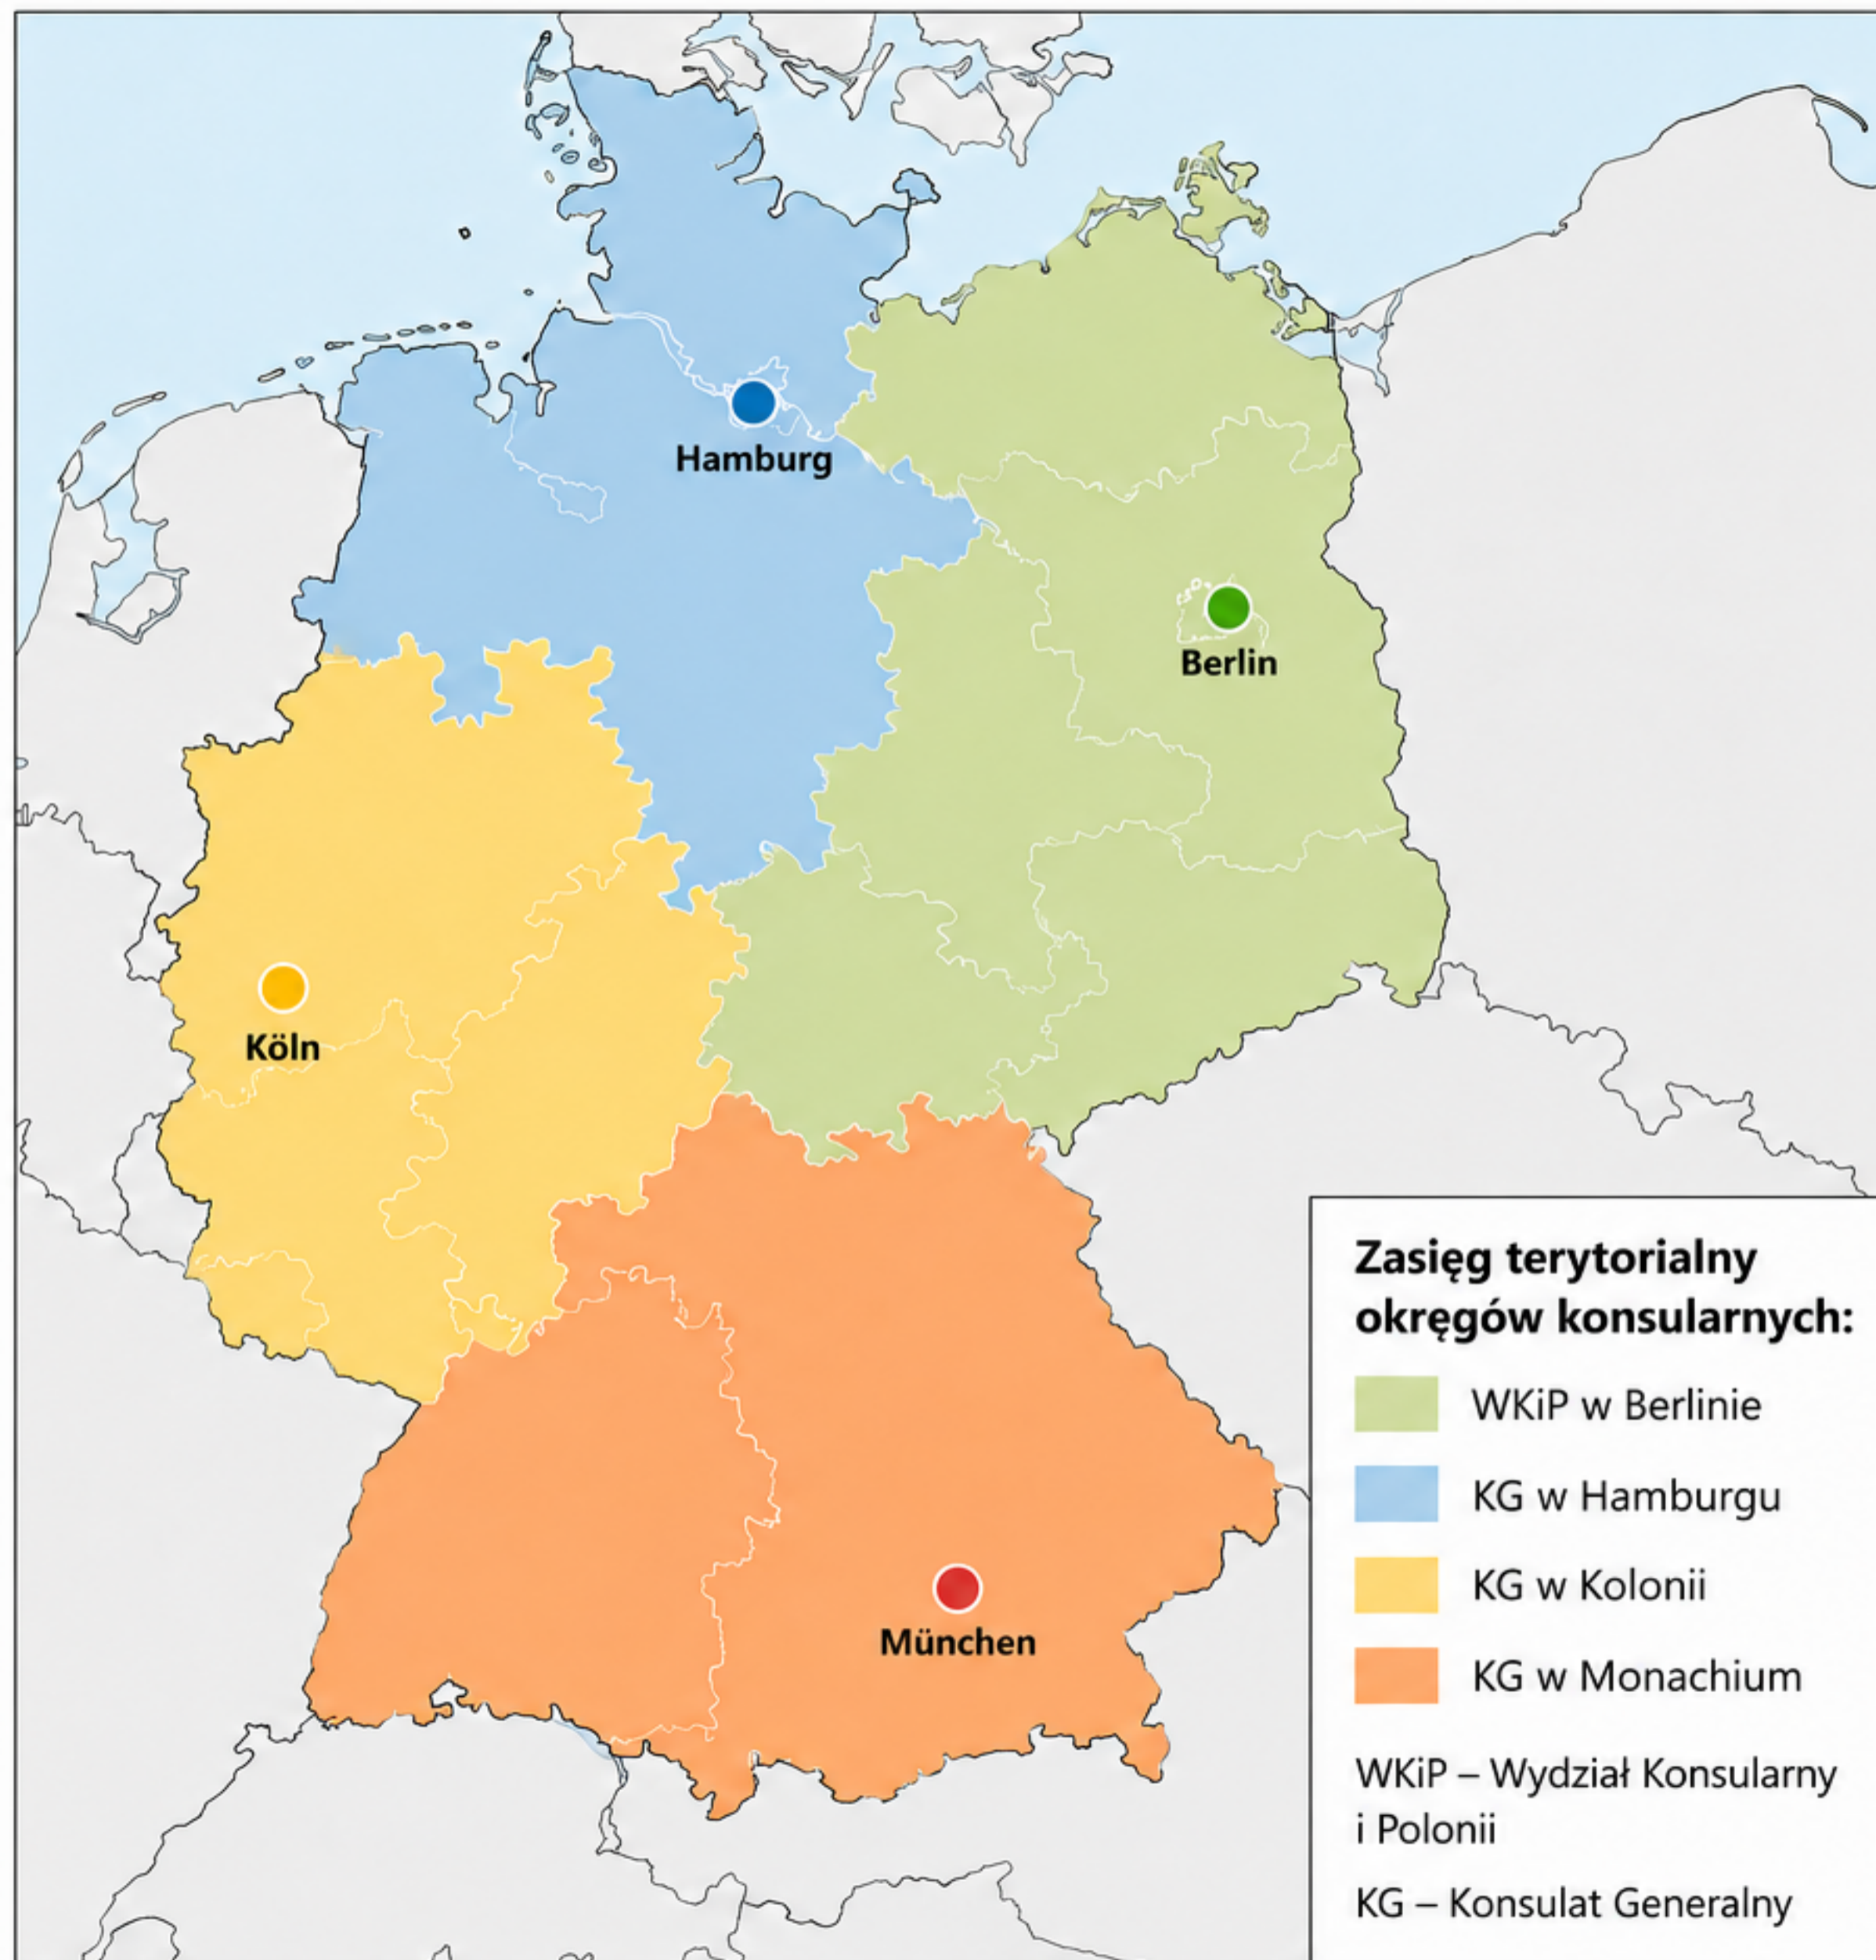 Hamburg
Berlin
Köln
München
Zasięg terytorialny
okręgów konsularnych:
WKiP w Berlinie
KG w Hamburgu
KG w Kolonii
KG w Monachium
WKiP – Wydział Konsularny
i Polonii
KG – Konsulat Generalny